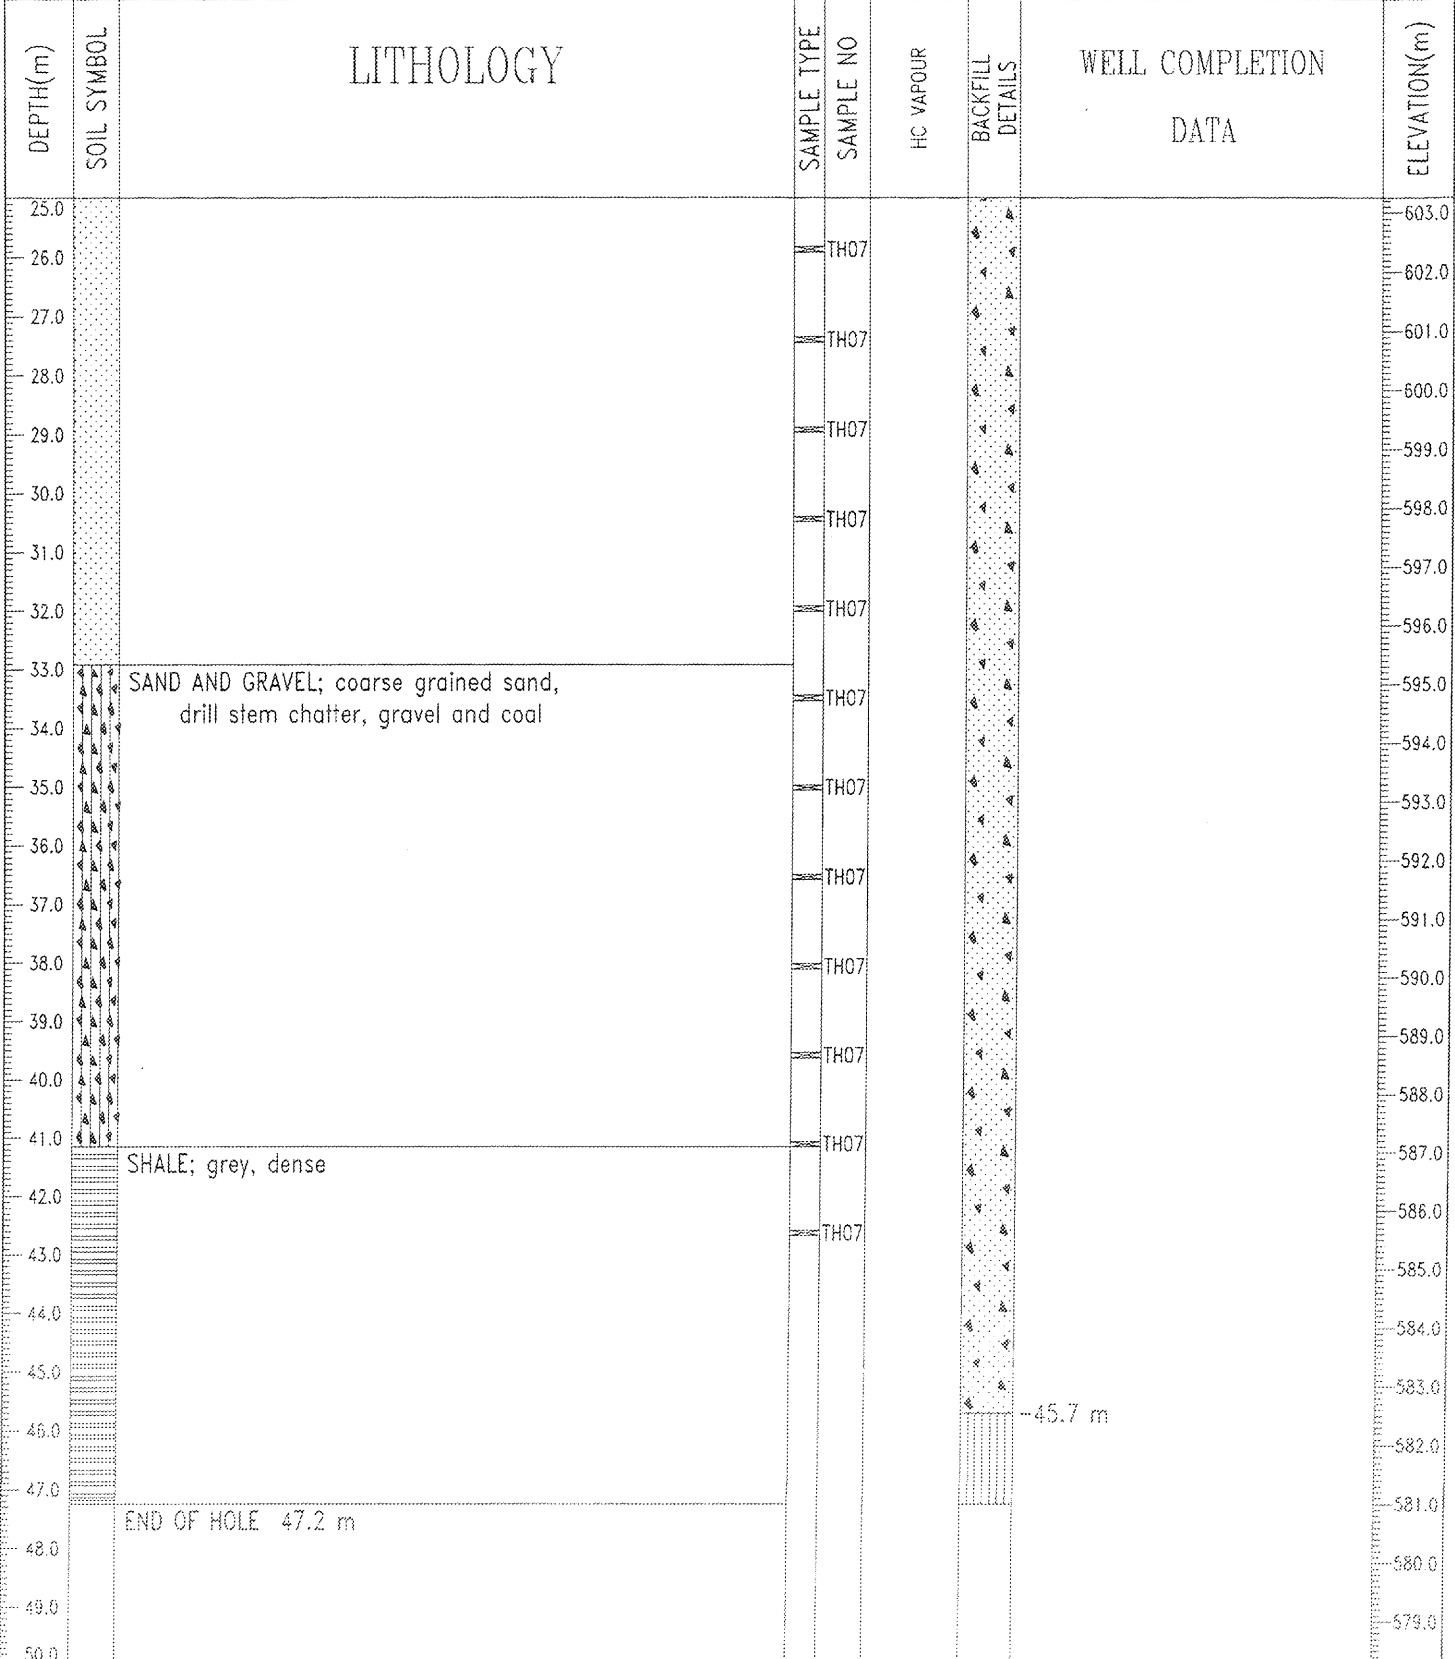 DEPTH(m)
SOIL SYMBOL
LITHOLOGY
SAMPLE TYPE
SAMPLE NO
HC VAPOUR
BACKFILL
DETAILS
WELL COMPLETION
DATA
ELEVATION(m)
25.0
26.0
27.0
28.0
29.0
30.0
31.0
32.0
33.0
34.0
35.0
36.0
37.0
38.0
39.0
40.0
41.0
42.0
43.0
44.0
45.0
46.0
47.0
48.0
49.0
50.0
SAND AND GRAVEL; coarse grained sand,
drill stem chatter, gravel and coal
SHALE; grey, dense
END OF HOLE 47.2 m
TH07
TH07
TH07
TH07
TH07
TH07
TH07
TH07
TH07
TH07
TH07
TH07
45.7 m
603.0
602.0
601.0
600.0
599.0
598.0
597.0
596.0
595.0
594.0
593.0
592.0
591.0
590.0
589.0
588.0
587.0
586.0
585.0
584.0
583.0
582.0
581.0
580.0
579.0